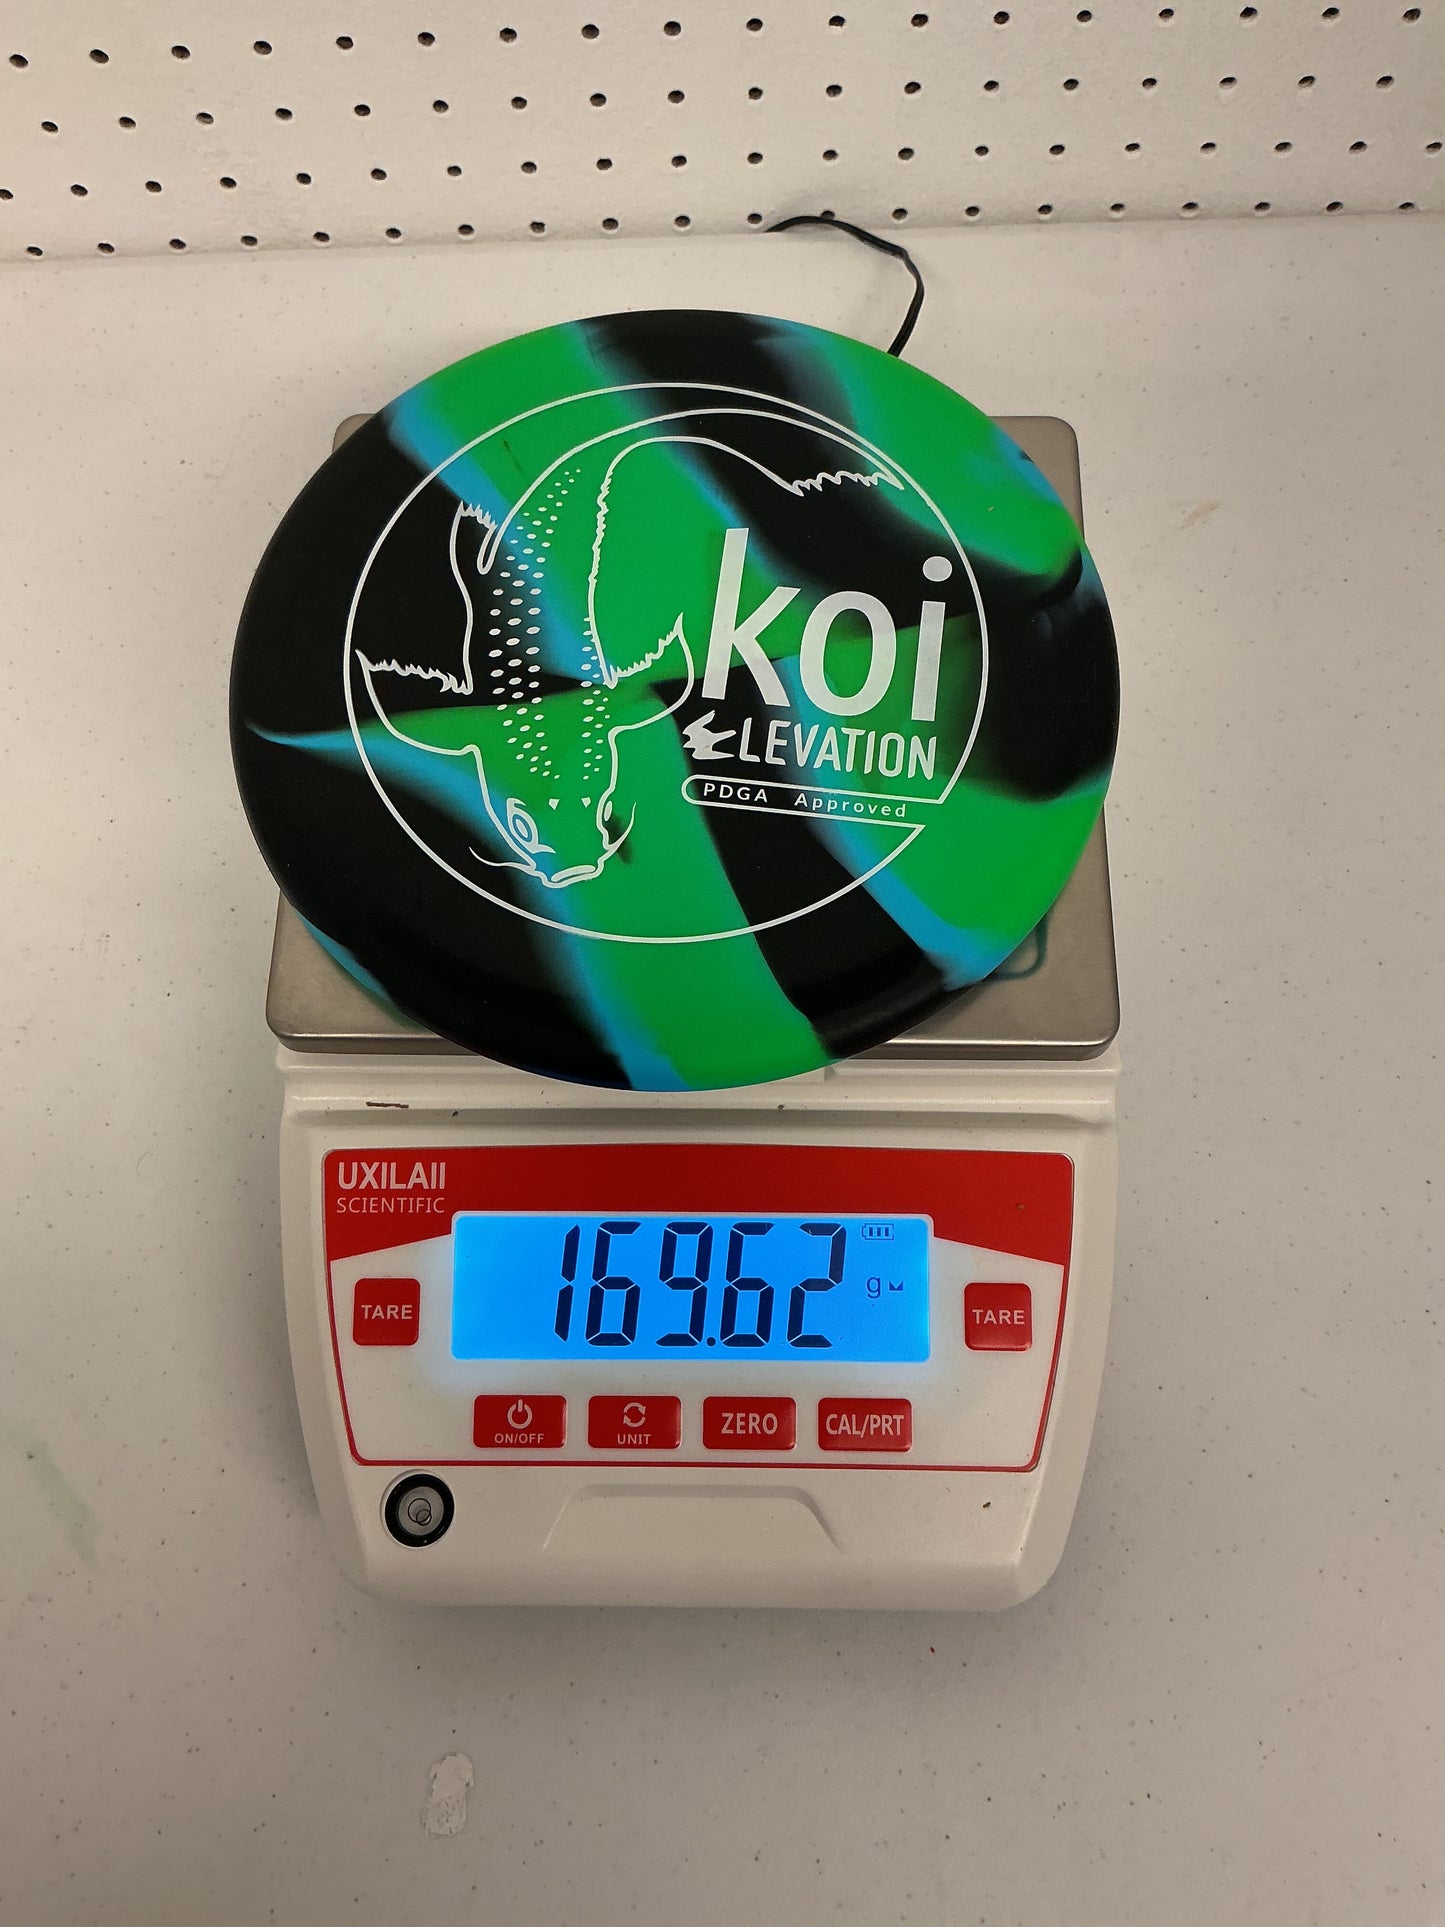 koi
ELEVATION
PDGA Approved
UXILAII
SCIENTIFIC
169.62
g
TARE
TARE
ON/OFF
UNIT
ZERO
CAL/PRT